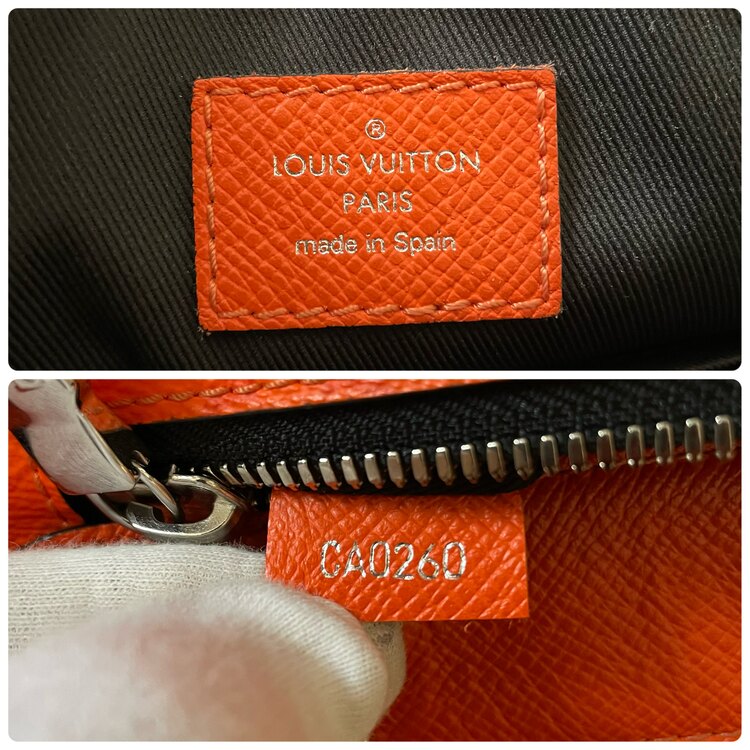 ®
LOUIS VUITTON
PARIS
made in Spain
CA0260